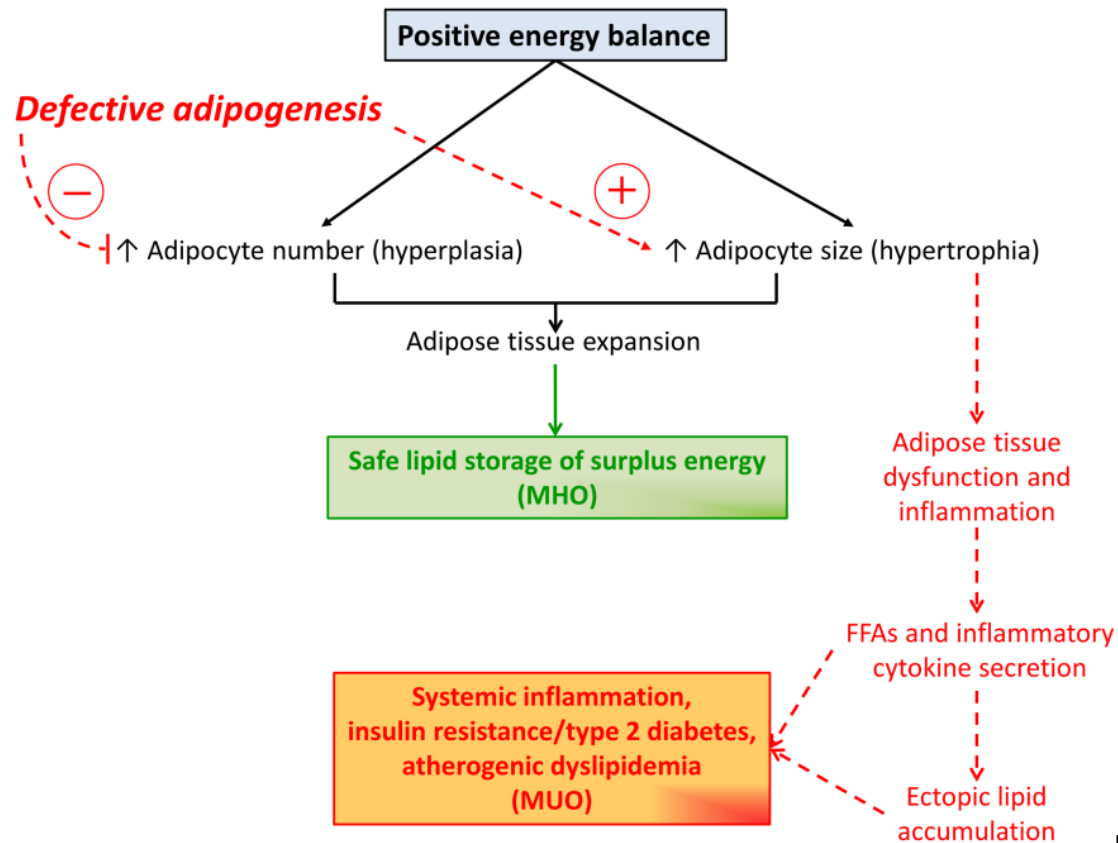 Positive energy balance
Defective adipogenesis
−
+
↑ Adipocyte number (hyperplasia)
↑ Adipocyte size (hypertrophia)
Adipose tissue expansion
Safe lipid storage of surplus energy
(MHO)
Adipose tissue
dysfunction and
inflammation
FFAs and inflammatory
cytokine secretion
Systemic inflammation,
insulin resistance/type 2 diabetes,
atherogenic dyslipidemia
(MUO)
Ectopic lipid
accumulation